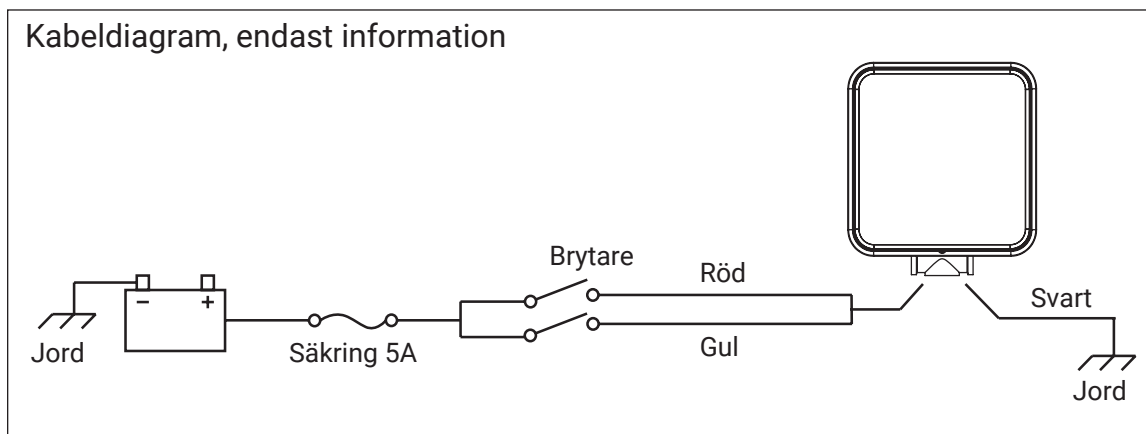 Kabeldiagram, endast information
Brytare
Röd
Svart
− +
Jord
Säkring 5A
Gul
Jord